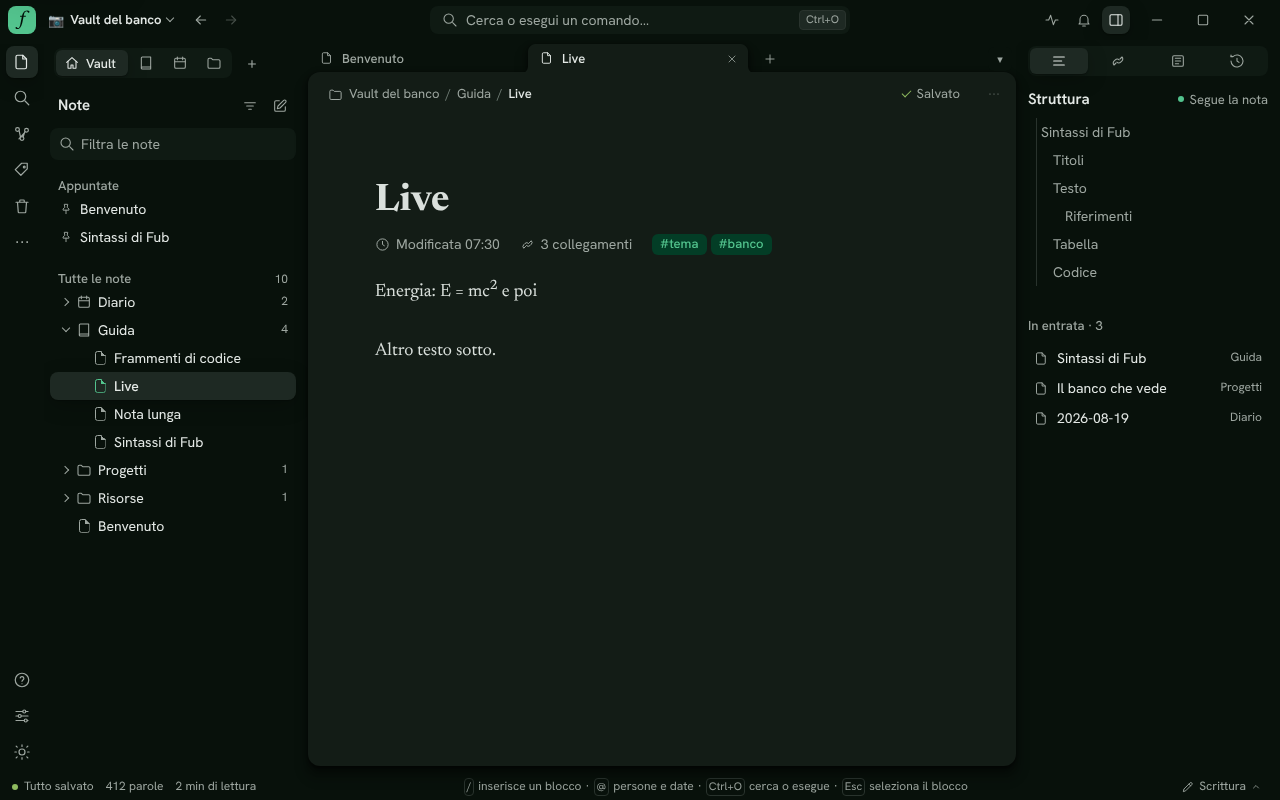 f Vault del banco
Cerca o esegui un comando... Ctrl+O
Vault
Note
Filtra le note
Appuntate
Benvenuto
Sintassi di Fub
Tutte le note 10
Diario 2
Guida 4
Frammenti di codice
Live
Nota lunga
Sintassi di Fub
Progetti 1
Risorse 1
Benvenuto
Benvenuto
Live
Vault del banco / Guida / Live
Salvato
Live
Modificata 07:30 3 collegamenti #tema #banco
Energia: E = mc² e poi
Altro testo sotto.
Struttura Segue la nota
Sintassi di Fub
Titoli
Testo
Riferimenti
Tabella
Codice
In entrata · 3
Sintassi di Fub Guida
Il banco che vede Progetti
2026-08-19 Diario
Tutto salvato 412 parole 2 min di lettura
/ inserisce un blocco · @ persone e date · Ctrl+O cerca o esegue · Esc seleziona il blocco
Scrittura